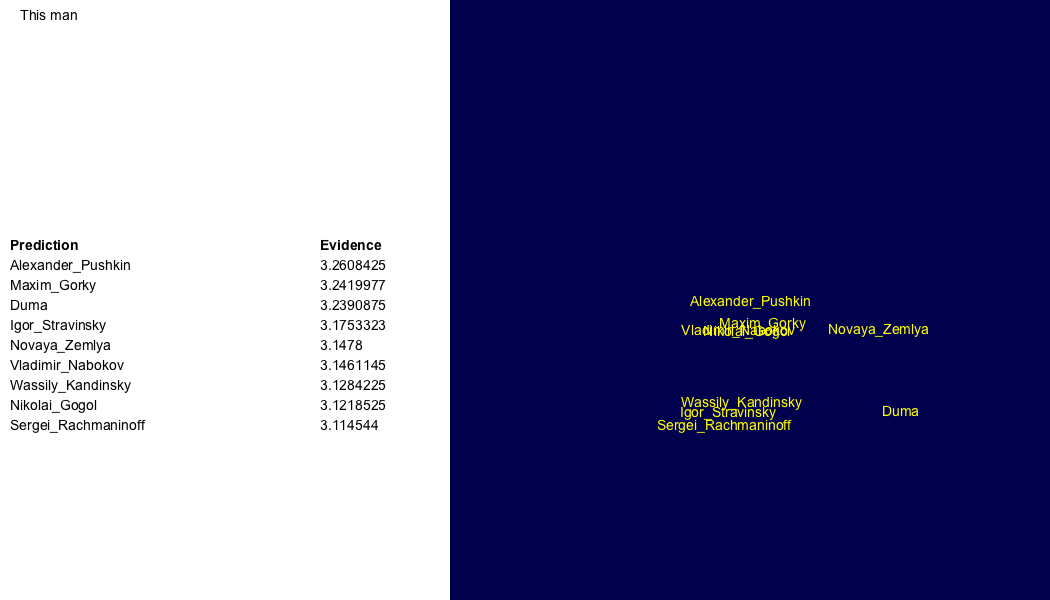 This man
Prediction Evidence
Alexander_Pushkin 3.2608425
Maxim_Gorky 3.2419977
Duma 3.2390875
Igor_Stravinsky 3.1753323
Novaya_Zemlya 3.1478
Vladimir_Nabokov 3.1461145
Wassily_Kandinsky 3.1284225
Nikolai_Gogol 3.1218525
Sergei_Rachmaninoff 3.114544
Alexander_Pushkin
Maxim_Gorky
Vladimir_Nabokov
Nikolai_Gogol
Novaya_Zemlya
Wassily_Kandinsky
Igor_Stravinsky
Duma
Sergei_Rachmaninoff